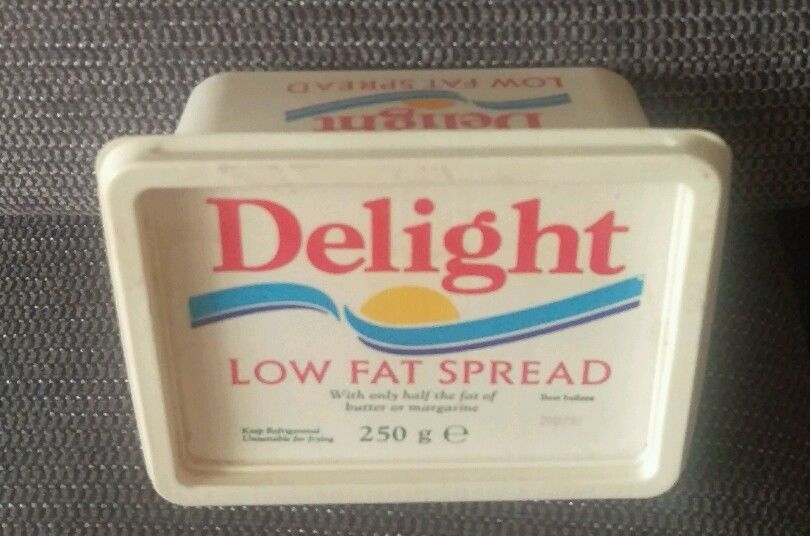 LOW FAT SPREAD
Delight
Delight
LOW FAT SPREAD
With only half the fat of
butter or margarine
Best before
Keep Refrigerated
Unsuitable for frying
250 g ℮